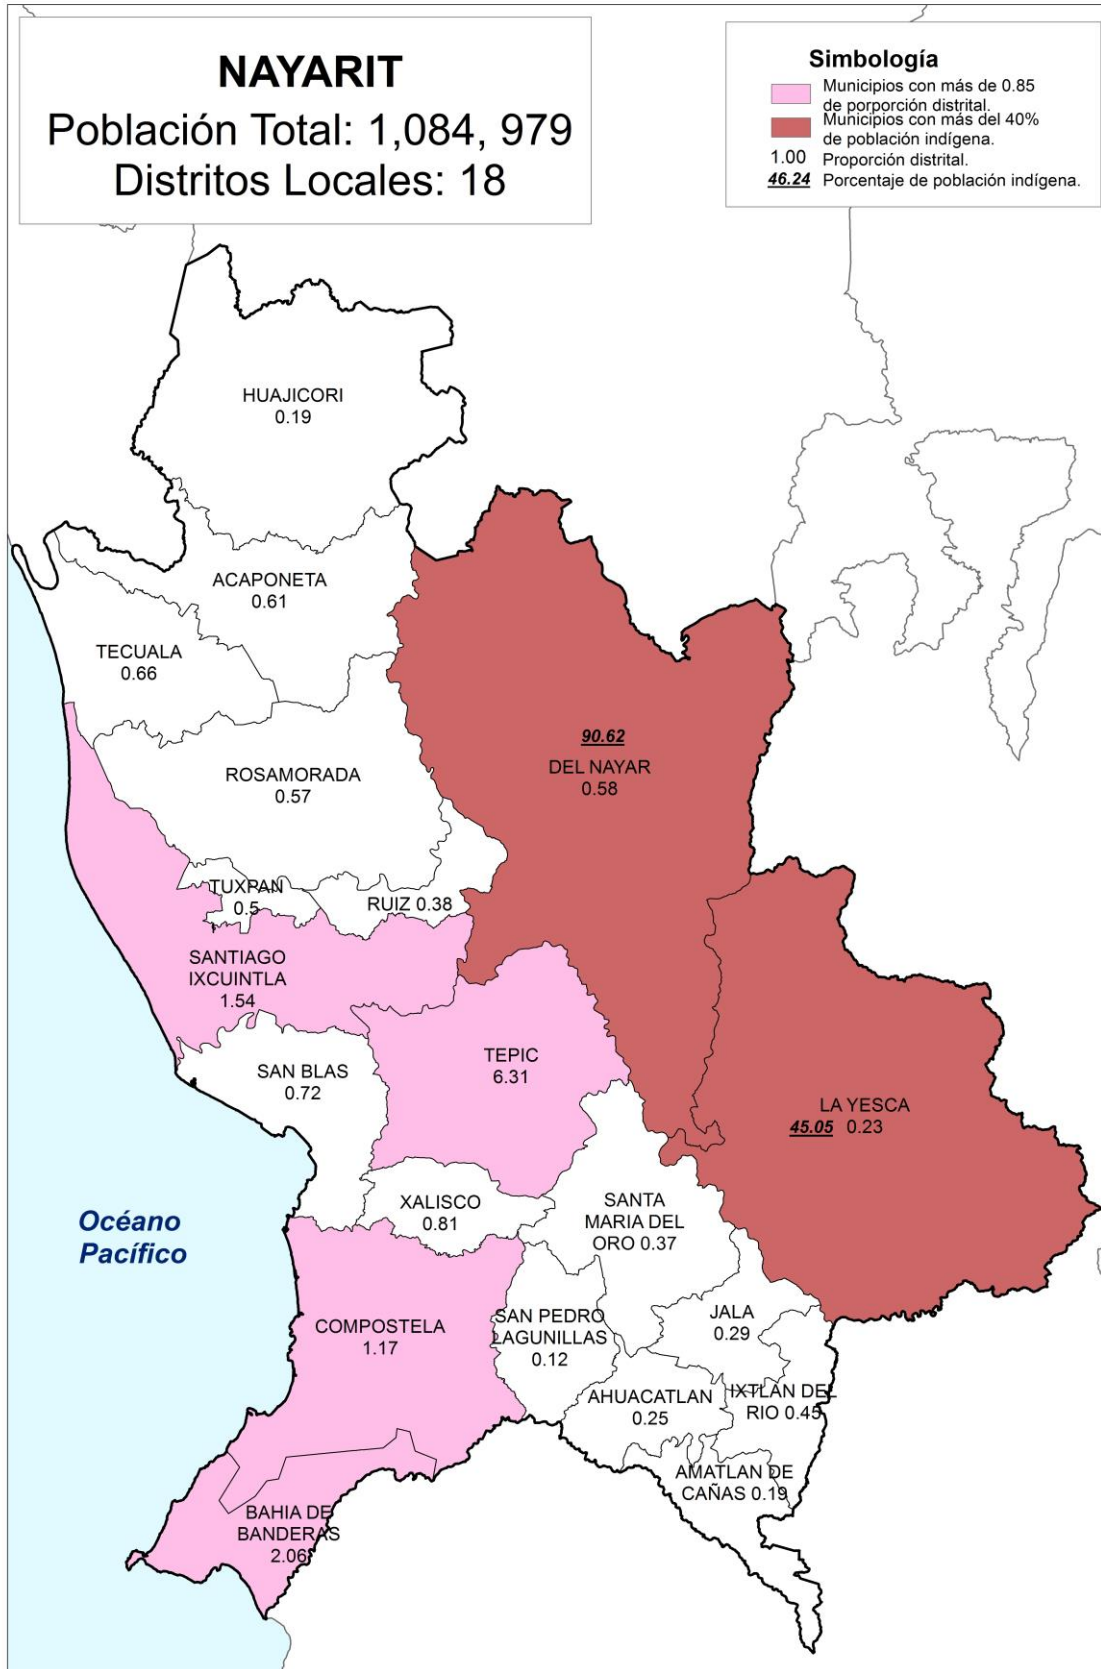 NAYARIT
Población Total: 1,084, 979
Distritos Locales: 18
Simbología
Municipios con más de 0.85
de porporción distrital.
Municipios con más del 40%
de población indígena.
1.00 Proporción distrital.
46.24 Porcentaje de población indígena.
HUAJICORI
0.19
ACAPONETA
0.61
TECUALA
0.66
90.62
DEL NAYAR
0.58
ROSAMORADA
0.57
TUXPAN
0.5
RUIZ 0.38
SANTIAGO
IXCUINTLA
1.54
SAN BLAS
0.72
TEPIC
6.31
LA YESCA
45.05 0.23
XALISCO
0.81
SANTA
MARIA DEL
ORO 0.37
Océano
Pacífico
COMPOSTELA
1.17
SAN PEDRO
LAGUNILLAS
0.12
JALA
0.29
AHUACATLAN
0.25
IXTLAN DEL
RIO 0.45
AMATLAN DE
CAÑAS 0.19
BAHIA DE
BANDERAS
2.06